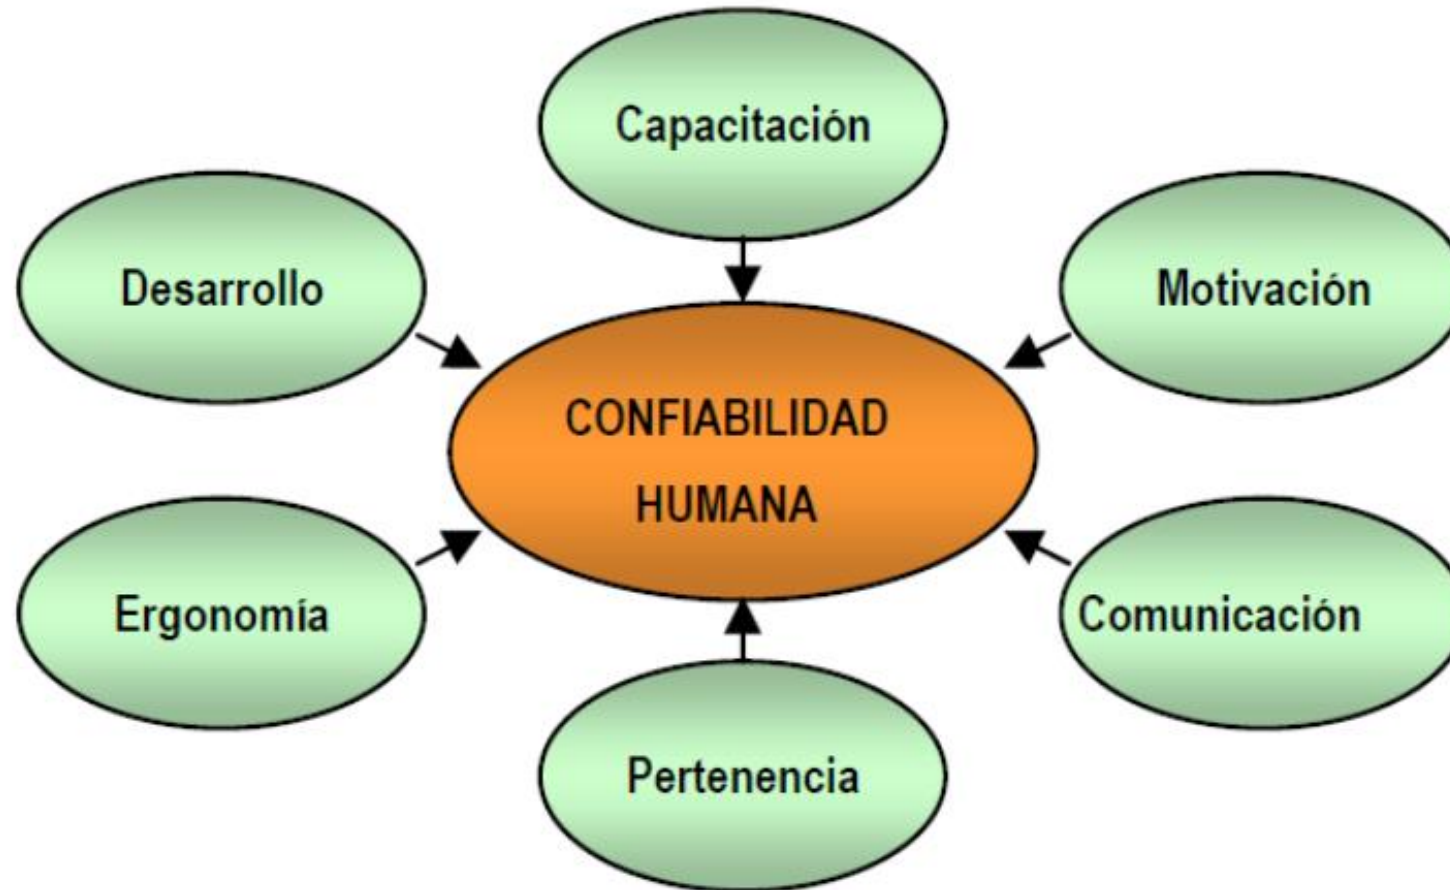 Capacitación
Desarrollo
Motivación
CONFIABILIDAD
HUMANA
Ergonomía
Comunicación
Pertenencia